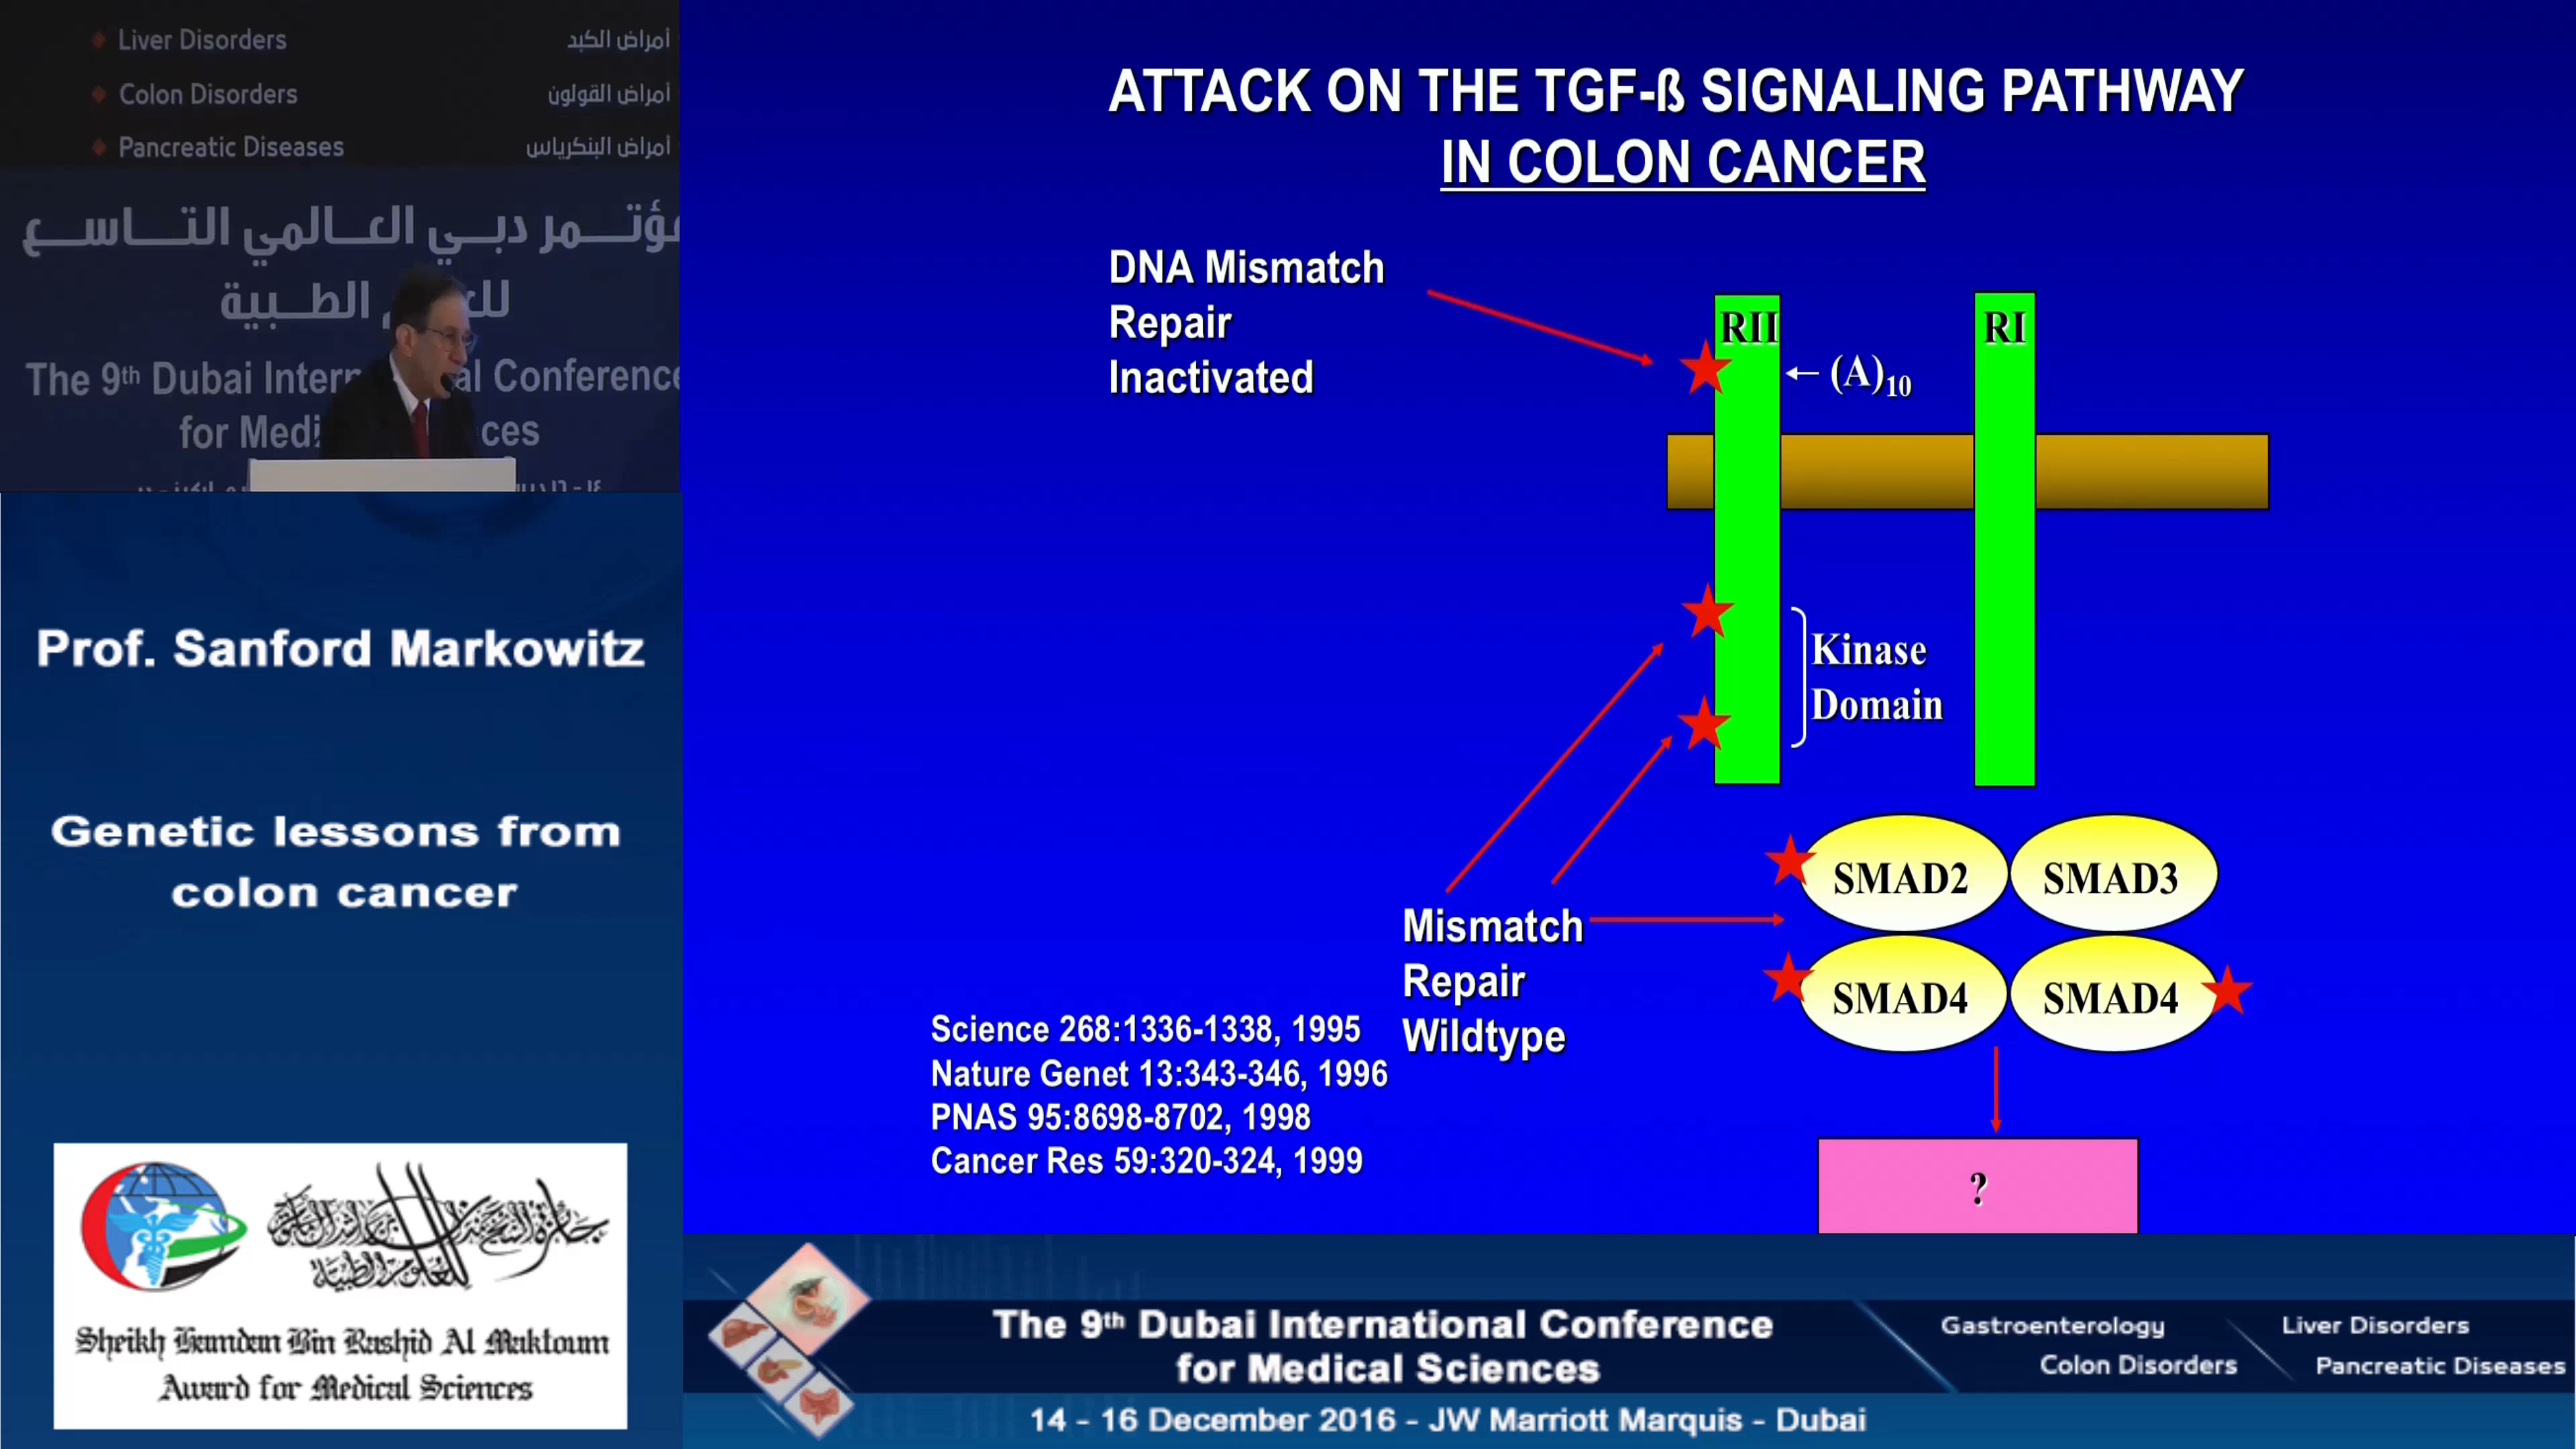 Liver Disorders
أمراض الكبد
Colon Disorders
أمراض القولون
Pancreatic Diseases
أمراض البنكرياس
مؤتمر دبي العالمي التاسع
الطبية
The 9th Dubai Inter al Conference
for Medi ces
Prof. Sanford Markowitz
Genetic lessons from
colon cancer
Sheikh Hamdan Bin Rashid Al Maktoum
Award for Medical Sciences
ATTACK ON THE TGF-ß SIGNALING PATHWAY
IN COLON CANCER
DNA Mismatch
Repair
Inactivated
RII
RI
(A)10
Kinase
Domain
SMAD2
SMAD3
SMAD4
SMAD4
Mismatch
Repair
Wildtype
Science 268:1336-1338, 1995
Nature Genet 13:343-346, 1996
PNAS 95:8698-8702, 1998
Cancer Res 59:320-324, 1999
?
The 9th Dubai International Conference
for Medical Sciences
14 - 16 December 2016 - JW Marriott Marquis - Dubai
Gastroenterology
Liver Disorders
Colon Disorders
Pancreatic Diseases